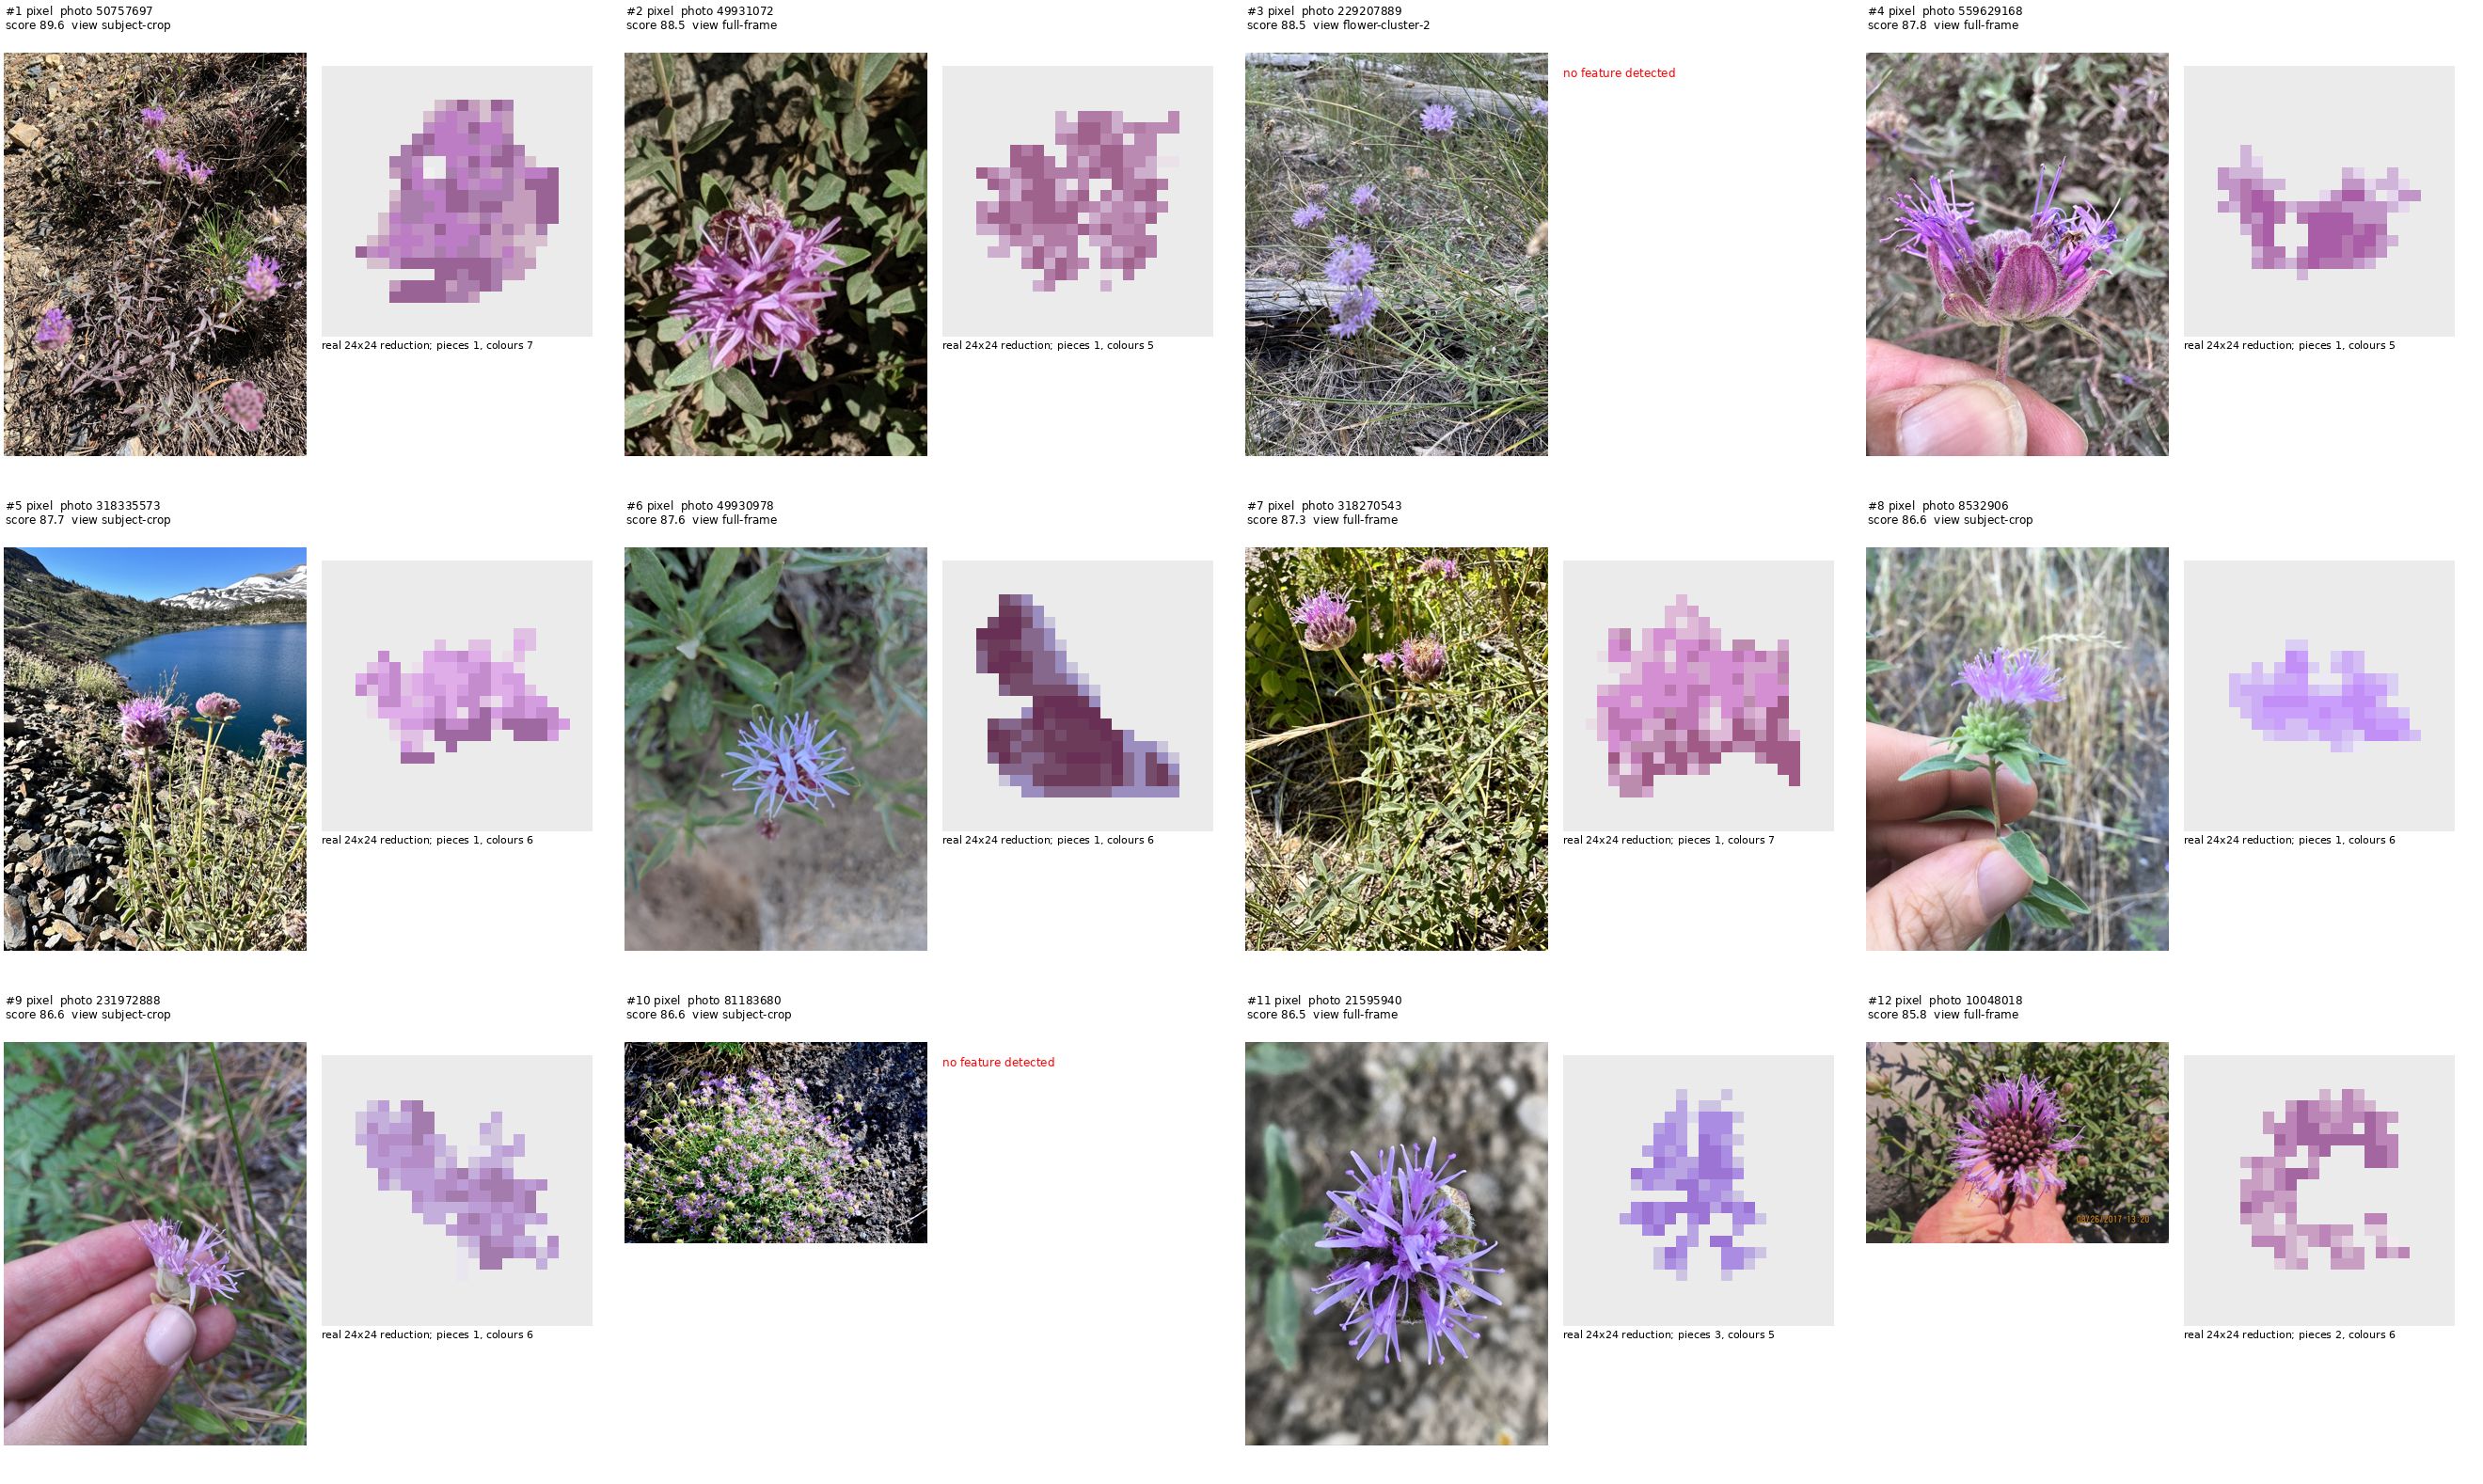 #1 pixel  photo 50757697
score 89.6  view subject-crop
real 24x24 reduction; pieces 1, colours 7
#2 pixel  photo 49931072
score 88.5  view full-frame
real 24x24 reduction; pieces 1, colours 5
#3 pixel  photo 229207889
score 88.5  view flower-cluster-2
no feature detected
#4 pixel  photo 559629168
score 87.8  view full-frame
real 24x24 reduction; pieces 1, colours 5
#5 pixel  photo 318335573
score 87.7  view subject-crop
real 24x24 reduction; pieces 1, colours 6
#6 pixel  photo 49930978
score 87.6  view full-frame
real 24x24 reduction; pieces 1, colours 6
#7 pixel  photo 318270543
score 87.3  view full-frame
real 24x24 reduction; pieces 1, colours 7
#8 pixel  photo 8532906
score 86.6  view subject-crop
real 24x24 reduction; pieces 1, colours 6
#9 pixel  photo 231972888
score 86.6  view subject-crop
real 24x24 reduction; pieces 1, colours 6
#10 pixel  photo 81183680
score 86.6  view subject-crop
no feature detected
#11 pixel  photo 21595940
score 86.5  view full-frame
real 24x24 reduction; pieces 3, colours 5
#12 pixel  photo 10048018
score 85.8  view full-frame
13:20
real 24x24 reduction; pieces 2, colours 6